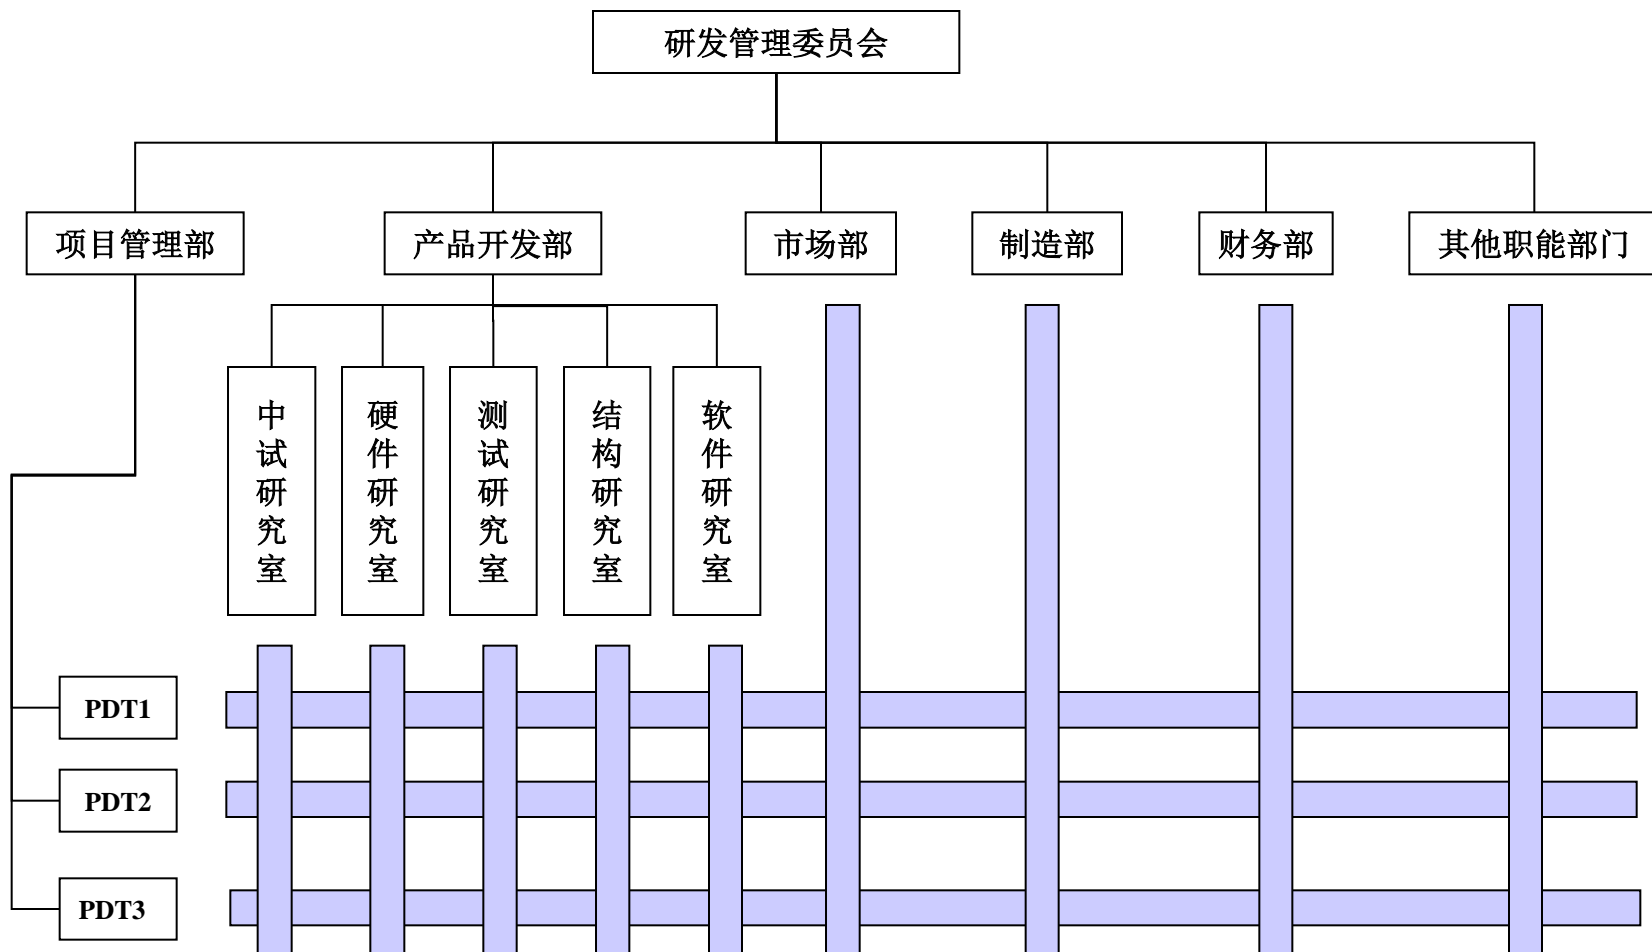 研发管理委员会
项目管理部
产品开发部
市场部
制造部
财务部
其他职能部门
中试研究室
硬件研究室
测试研究室
结构研究室
软件研究室
PDT1
PDT2
PDT3